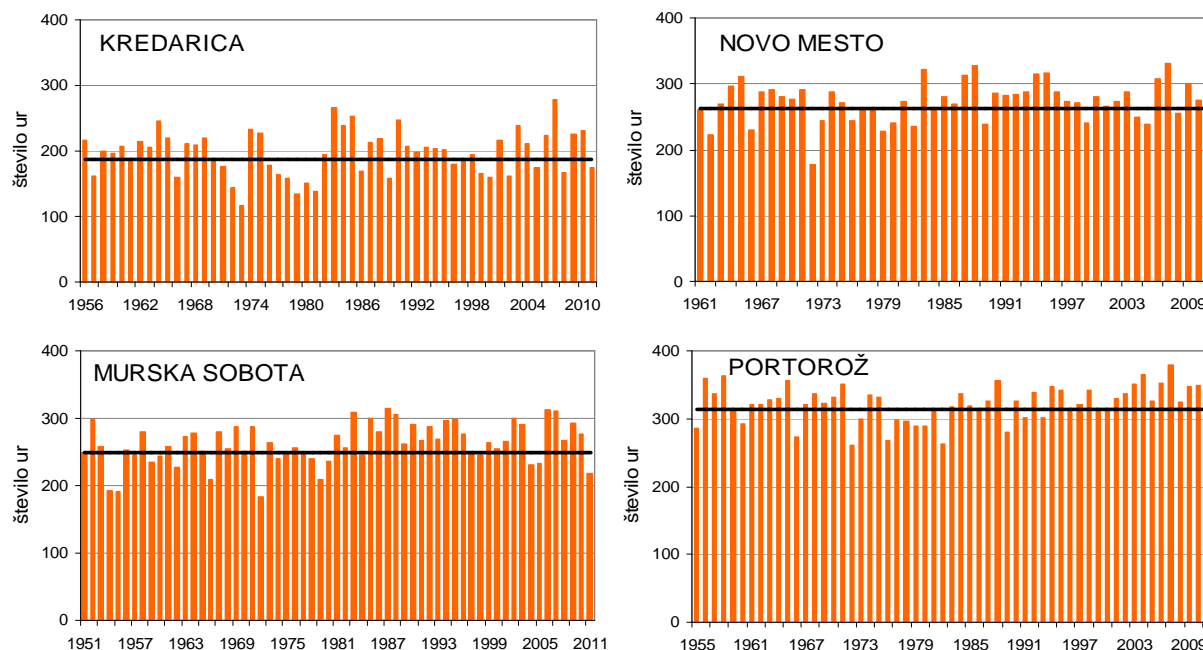 KREDARICA
število ur
400
300
200
100
0
1956 1962 1968 1974 1980 1986 1992 1998 2004 2010
NOVO MESTO
število ur
400
300
200
100
0
1961 1967 1973 1979 1985 1991 1997 2003 2009
MURSKA SOBOTA
število ur
400
300
200
100
0
1951 1957 1963 1969 1975 1981 1987 1993 1999 2005 2011
PORTOROŽ
število ur
400
300
200
100
0
1955 1961 1967 1973 1979 1985 1991 1997 2003 2009